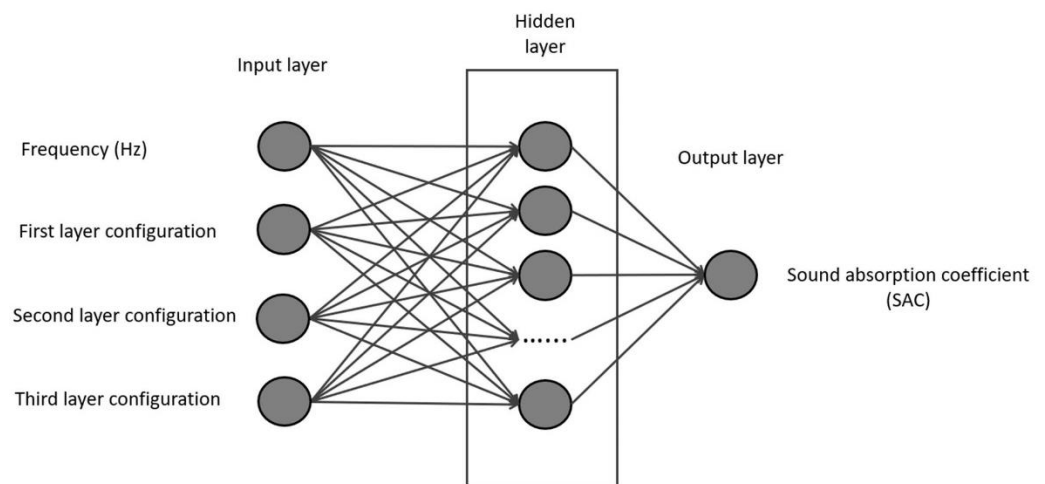 Hidden
layer
Input layer
Frequency (Hz)
Output layer
First layer configuration
Sound absorption coefficient
(SAC)
Second layer configuration
......
Third layer configuration